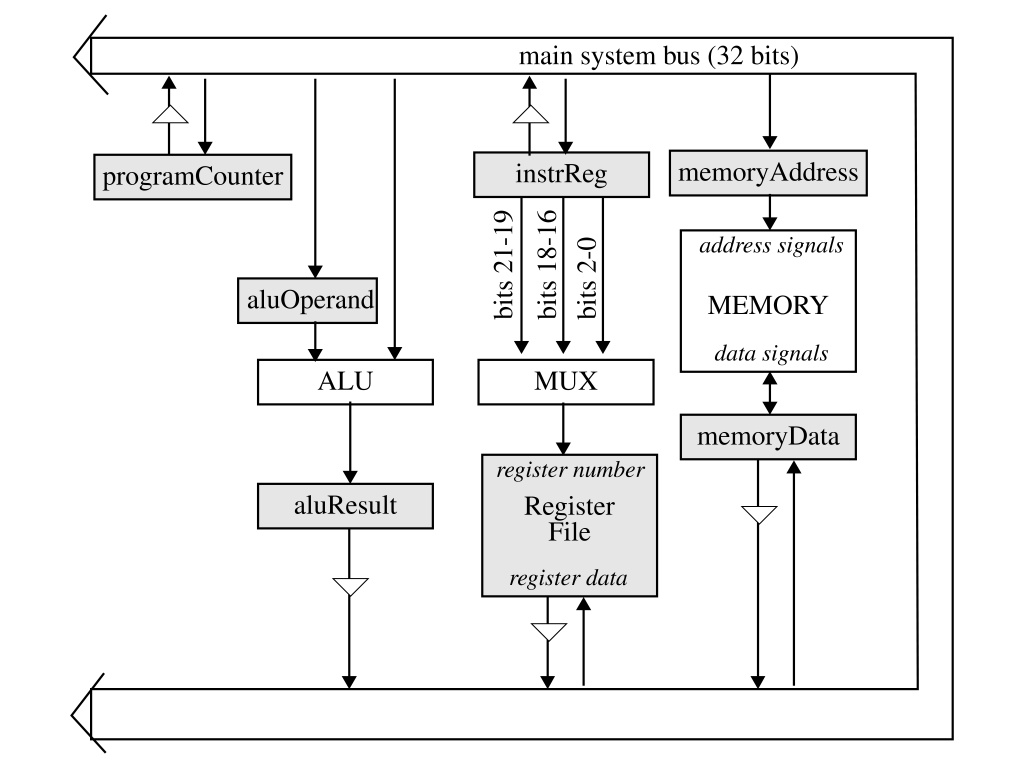 main system bus (32 bits)
programCounter
instrReg
memoryAddress
bits 21-19
bits 18-16
bits 2-0
address signals
MEMORY
data signals
aluOperand
ALU
MUX
memoryData
register number
Register
File
register data
aluResult